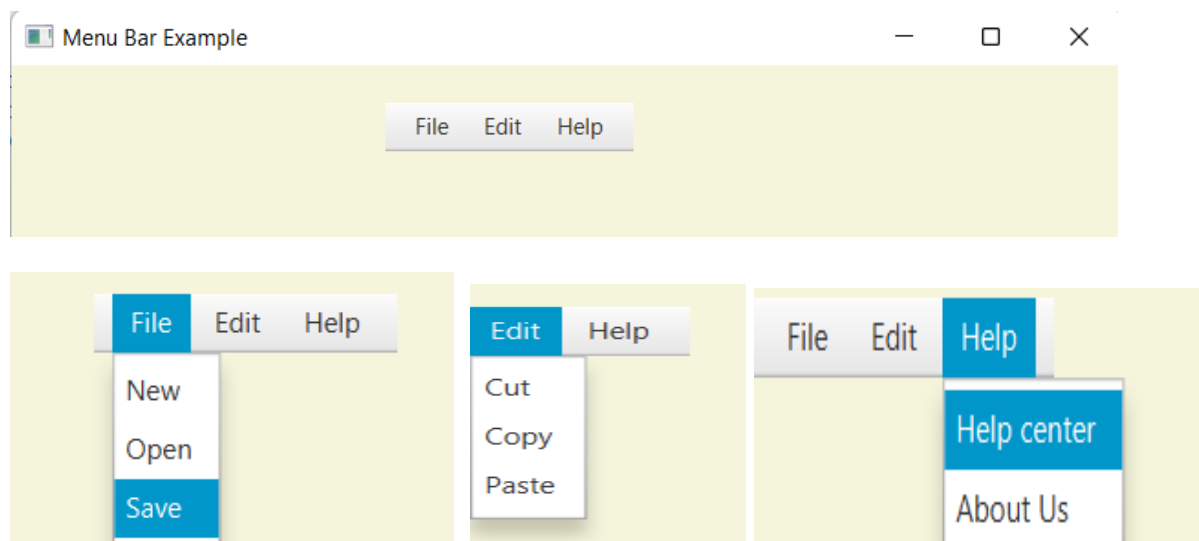 Menu Bar Example
File Edit Help
File Edit Help
New
Open
Save
Edit Help
Cut
Copy
Paste
File Edit Help
Help center
About Us